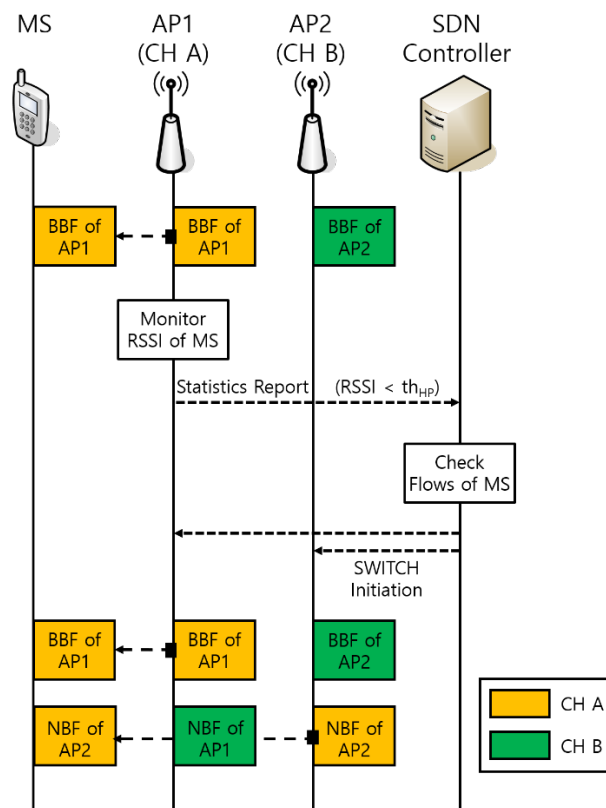 MS
AP1
(CH A)
AP2
(CH B)
SDN
Controller
BBF of
AP1
BBF of
AP1
BBF of
AP2
Monitor
RSSI of MS
Statistics Report (RSSI < thHP)
Check
Flows of MS
SWITCH
Initiation
BBF of
AP1
BBF of
AP1
BBF of
AP2
NBF of
AP2
NBF of
AP1
NBF of
AP2
CH A
CH B